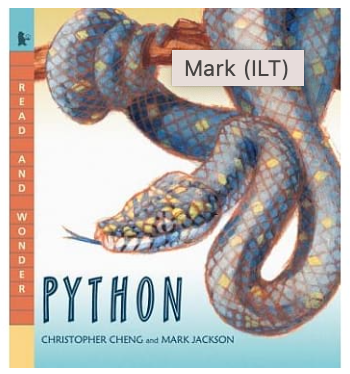 Mark (ILT)
READ AND WONDER
PYTHON
CHRISTOPHER CHENG and MARK JACKSON